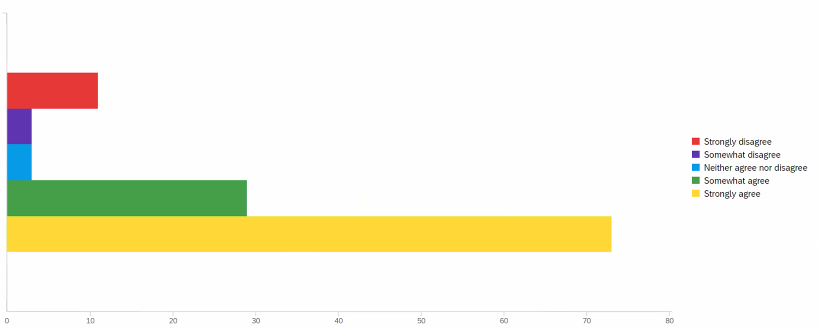 Strongly disagree
Somewhat disagree
Neither agree nor disagree
Somewhat agree
Strongly agree
0 10 20 30 40 50 60 70 80